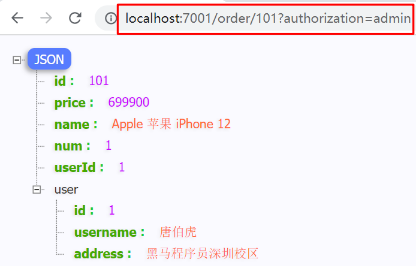 localhost:7001/order/101?authorization=admin
JSON
id : 101
price : 699900
name : Apple 苹果 iPhone 12
num : 1
userId : 1
user
id : 1
username : 唐伯虎
address : 黑马程序员深圳校区